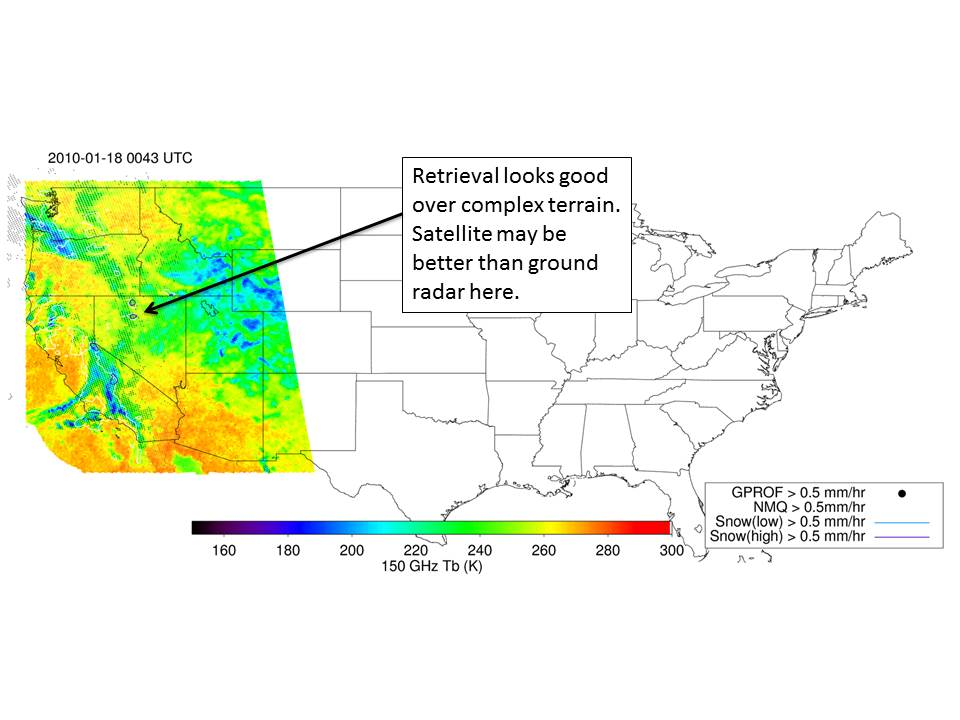 2010-01-18 0043 UTC
Retrieval looks good
over complex terrain.
Satellite may be
better than ground
radar here.
GPROF > 0.5 mm/hr
NMQ > 0.5mm/hr
Snow(low) > 0.5 mm/hr
Snow(high) > 0.5 mm/hr
160 180 200 220 240 260 280 300
150 GHz Tb (K)